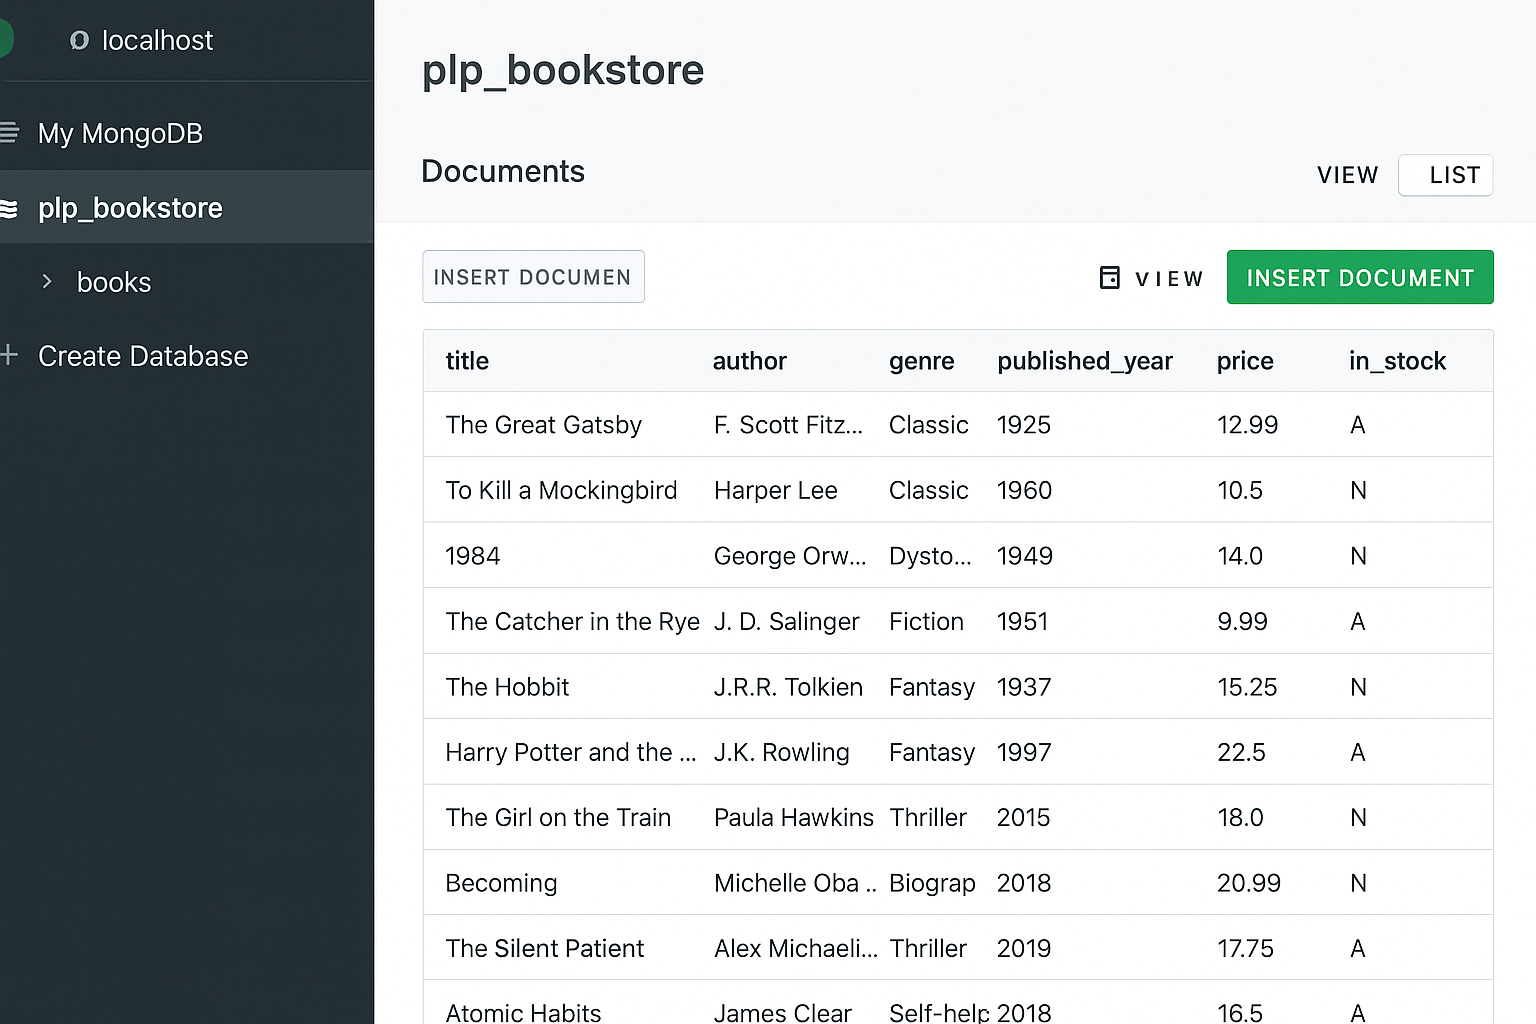 localhost
My MongoDB
plp_bookstore
books
Create Database
plp_bookstore
Documents
VIEW LIST
INSERT DOCUMEN
VIEW INSERT DOCUMENT
title author genre published_year price in_stock
The Great Gatsby F. Scott Fitz... Classic 1925 12.99 A
To Kill a Mockingbird Harper Lee Classic 1960 10.5 N
1984 George Orw... Dysto... 1949 14.0 N
The Catcher in the Rye J. D. Salinger Fiction 1951 9.99 A
The Hobbit J.R.R. Tolkien Fantasy 1937 15.25 N
Harry Potter and the ... J.K. Rowling Fantasy 1997 22.5 A
The Girl on the Train Paula Hawkins Thriller 2015 18.0 N
Becoming Michelle Oba .. Biograp 2018 20.99 N
The Silent Patient Alex Michaeli... Thriller 2019 17.75 A
Atomic Habits James Clear Self-help 2018 16.5 A